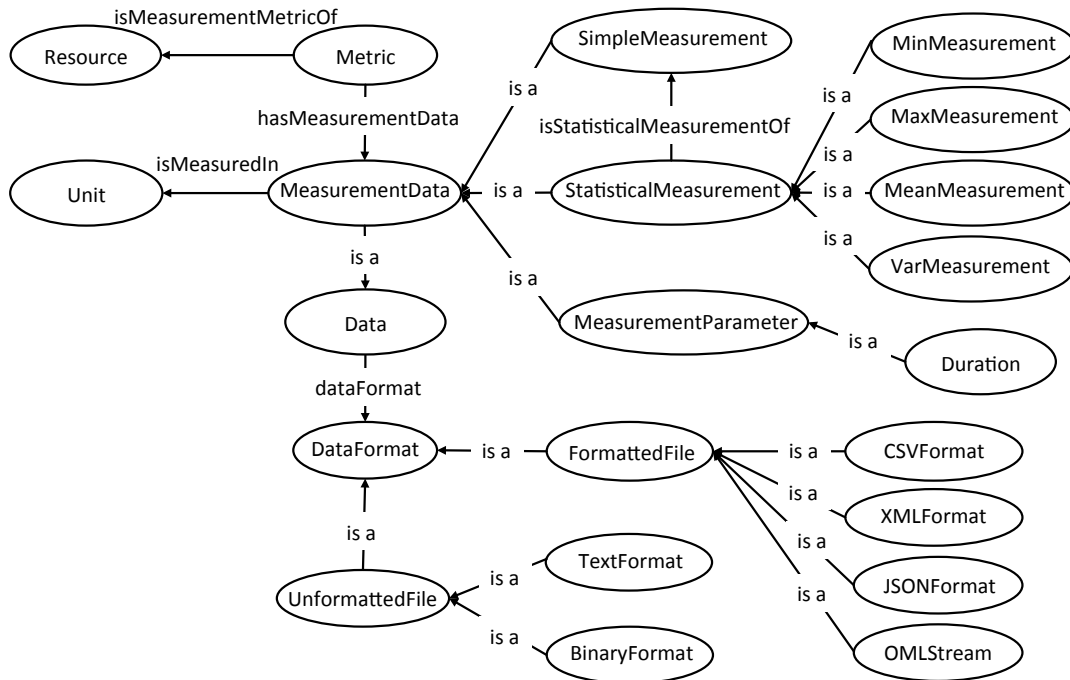 isMeasurementMetricOf
Resource
Metric
SimpleMeasurement
MinMeasurement
is a
is a
hasMeasurementData
isStatisticalMeasurementOf
MaxMeasurement
is a
isMeasuredIn
Unit
MeasurementData
is a
StatisticalMeasurement
is a
MeanMeasurement
is a
VarMeasurement
is a
is a
Data
MeasurementParameter
is a
Duration
dataFormat
DataFormat
is a
FormattedFile
is a
CSVFormat
is a
XMLFormat
is a
is a
TextFormat
is a
JSONFormat
UnformattedFile
is a
is a
BinaryFormat
OMLStream